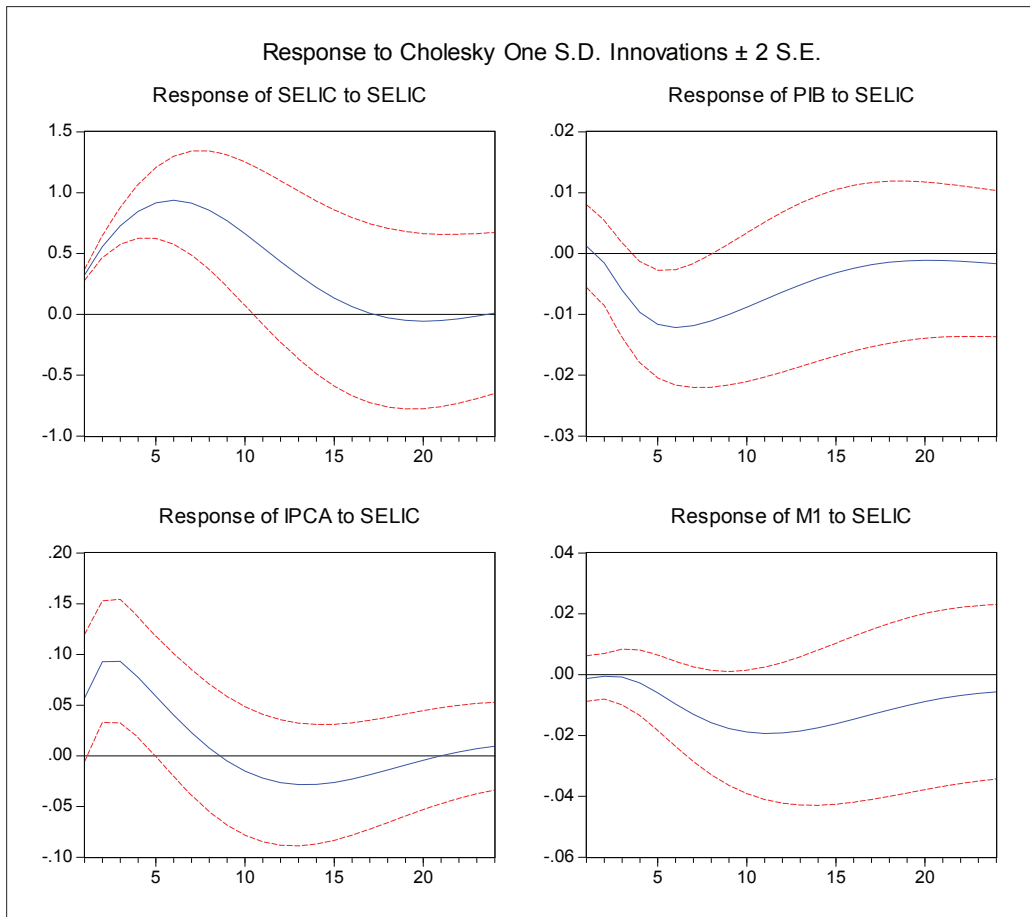 Response to Cholesky One S.D. Innovations ± 2 S.E.
Response of SELIC to SELIC
1.5
1.0
0.5
0.0
-0.5
-1.0
5 10 15 20
Response of PIB to SELIC
.02
.01
.00
-.01
-.02
-.03
5 10 15 20
Response of IPCA to SELIC
.20
.15
.10
.05
.00
-.05
-.10
5 10 15 20
Response of M1 to SELIC
.04
.02
.00
-.02
-.04
-.06
5 10 15 20